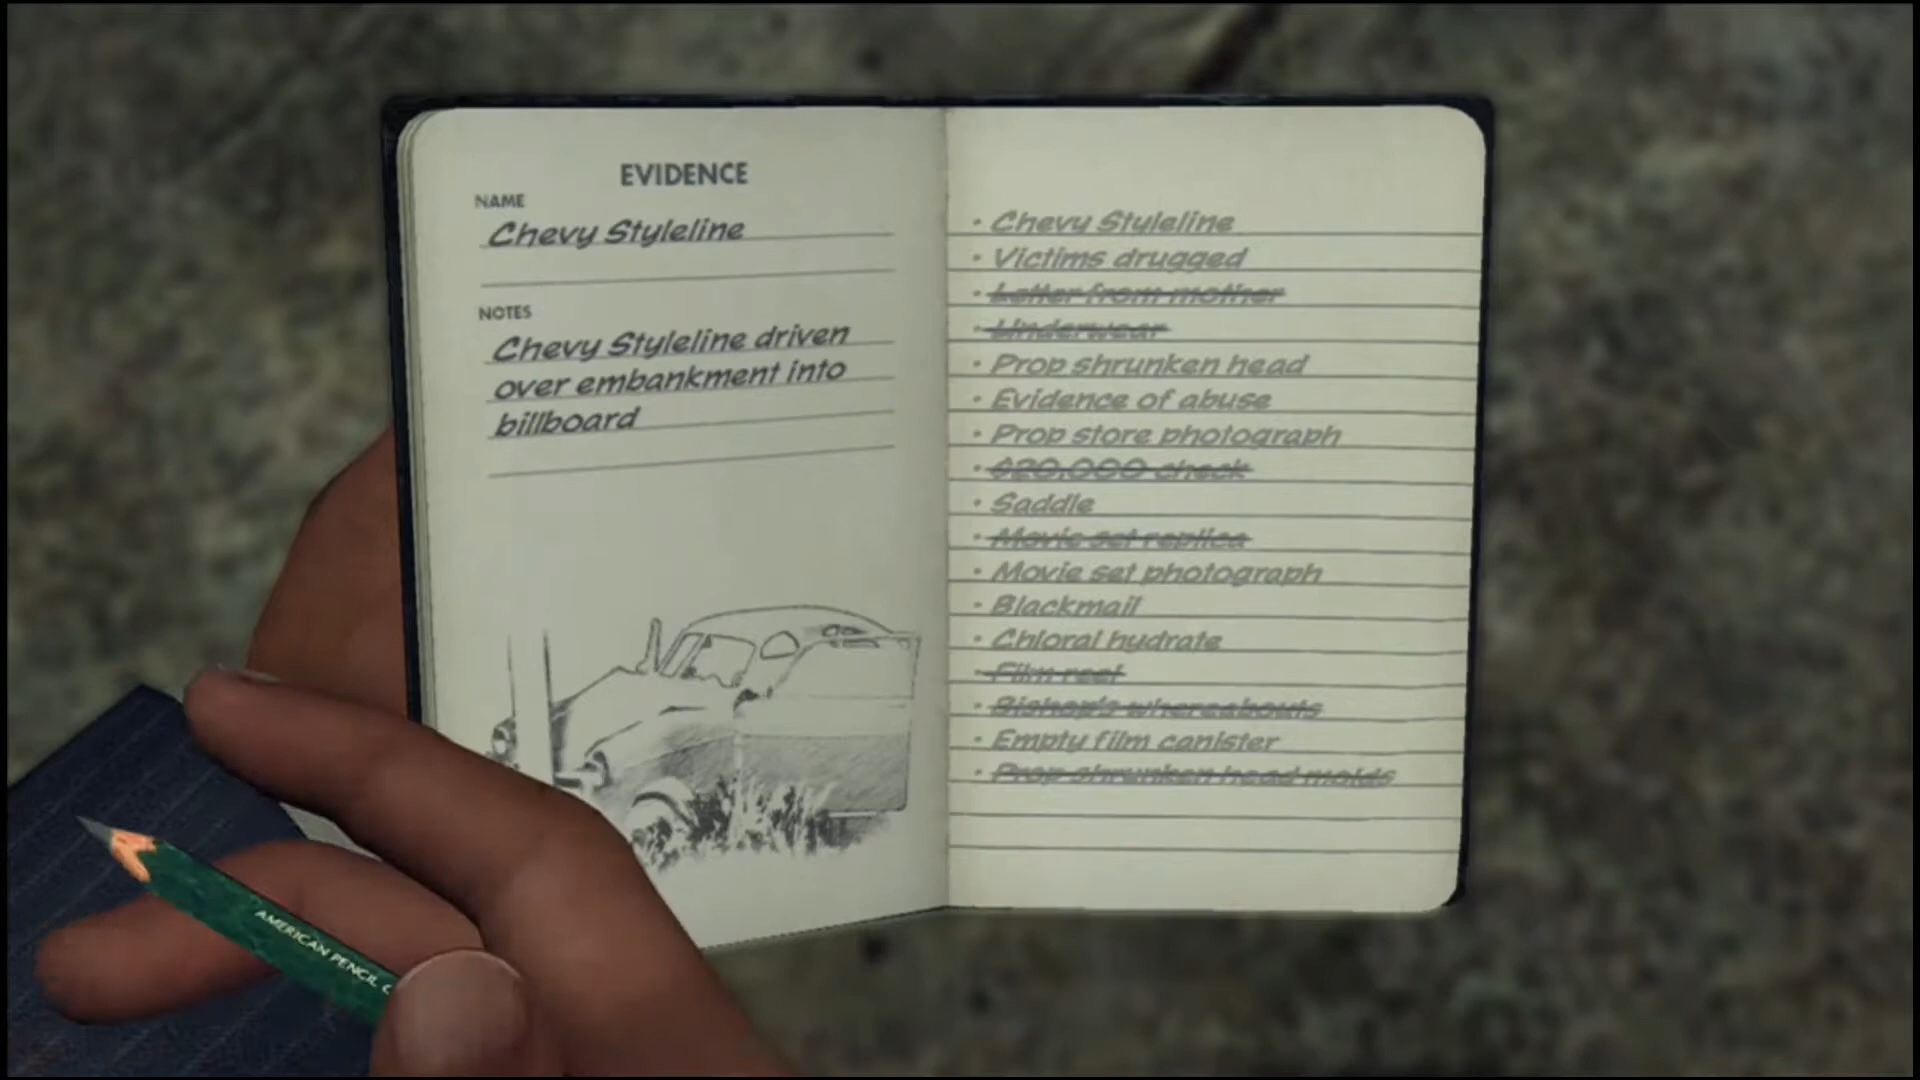 EVIDENCE
NAME
Chevy Styleline
NOTES
Chevy Styleline driven
over embankment into
billboard
• Chevy Styleline
• Victims drugged
• Letter from mother
• Underwear
• Prop shrunken head
• Evidence of abuse
• Prop store photograph
• $20,000 check
• Saddle
• Movie set replica
• Movie set photograph
• Blackmail
• Chloral hydrate
• Film reel
• Bishop's whereabouts
• Empty film canister
• Prop shrunken head molds
AMERICAN PENCIL C